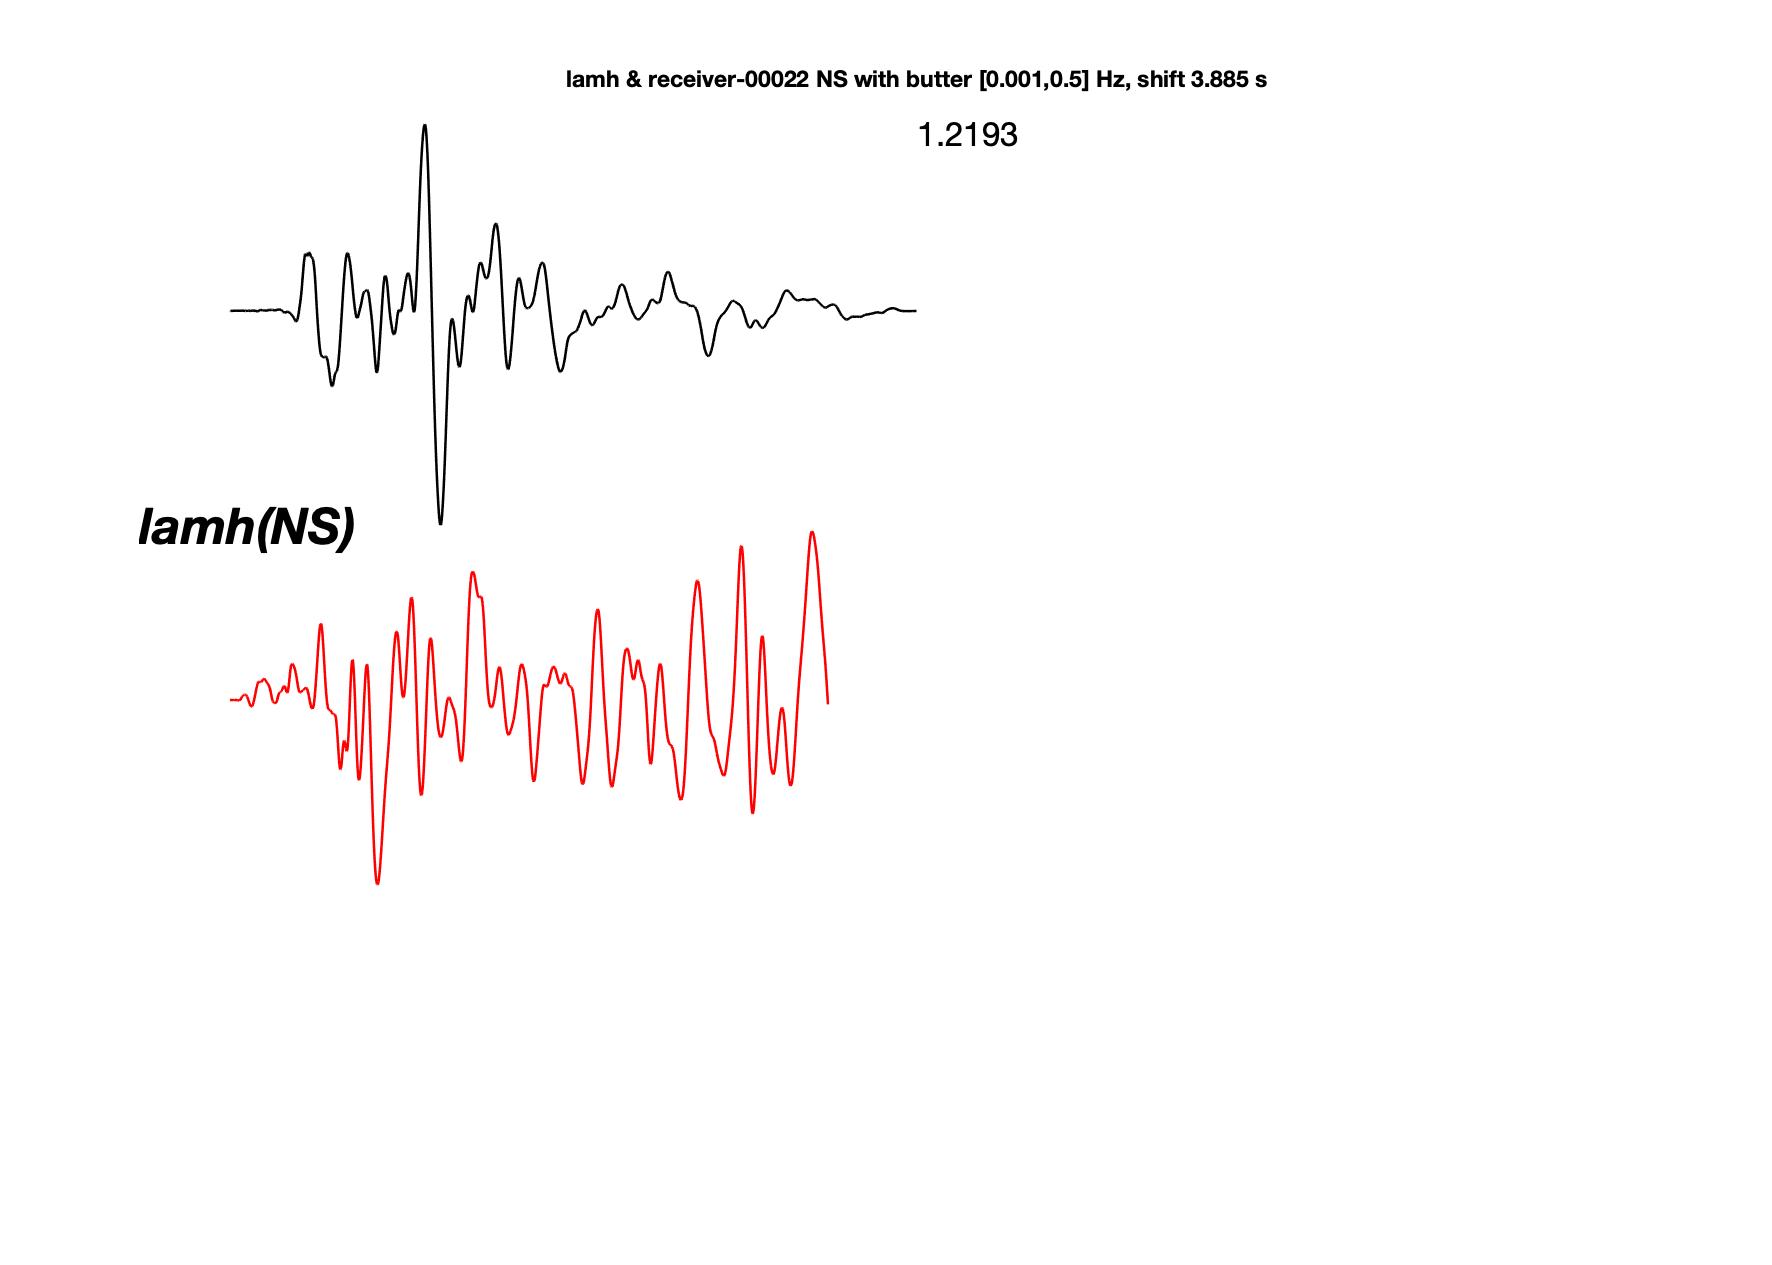 lamh & receiver-00022 NS with butter [0.001,0.5] Hz, shift 3.885 s
1.2193
lamh(NS)